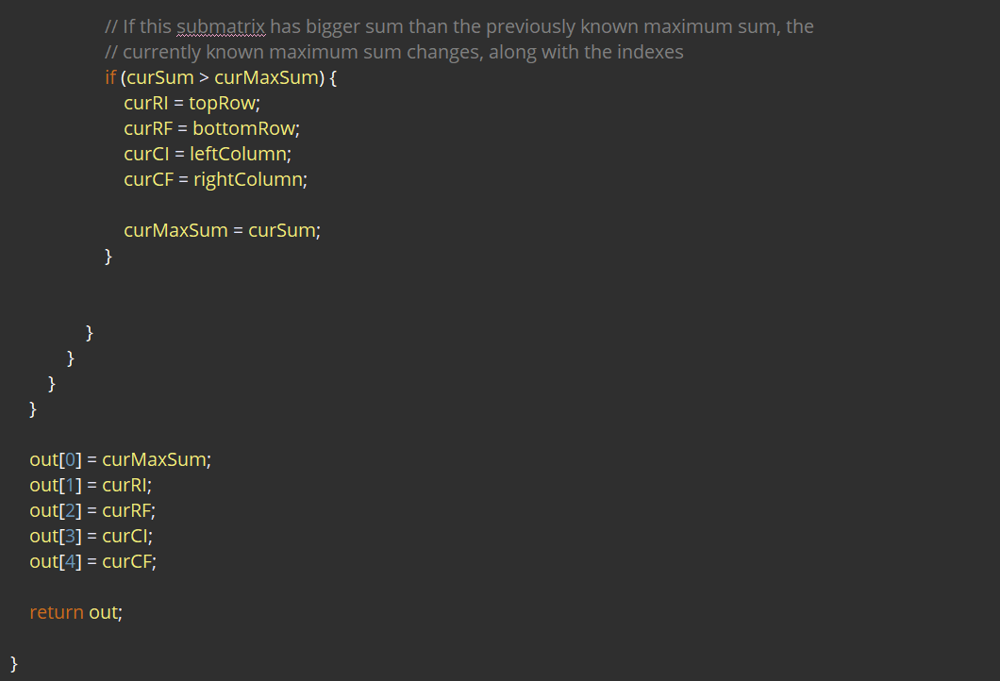 // If this submatrix has bigger sum than the previously known maximum sum, the
// currently known maximum sum changes, along with the indexes
if (curSum > curMaxSum) {
curRI = topRow;
curRF = bottomRow;
curCI = leftColumn;
curCF = rightColumn;
curMaxSum = curSum;
}
}
}
}
}
out[0] = curMaxSum;
out[1] = curRI;
out[2] = curRF;
out[3] = curCI;
out[4] = curCF;
return out;
}